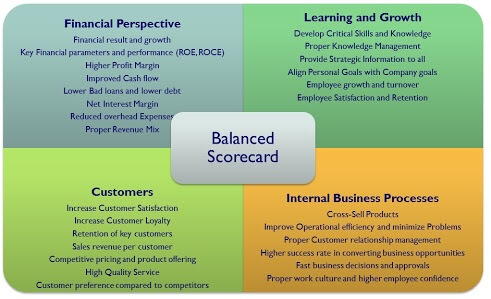 Financial Perspective
Financial result and growth
Key Financial parameters and performance (ROE, ROCE)
Higher Profit Margin
Improved Cash flow
Lower Bad loans and lower debt
Net Interest Margin
Reduced overhead Expenses
Proper Revenue Mix
Learning and Growth
Develop Critical Skills and Knowledge
Proper Knowledge Management
Provide Strategic Information to all
Align Personal Goals with Company goals
Employee growth and turnover
Employee Satisfaction and Retention
Balanced
Scorecard
Customers
Increase Customer Satisfaction
Increase Customer Loyalty
Retention of key customers
Sales revenue per customer
Competitive pricing and product offering
High Quality Service
Customer preference compared to competitors
Internal Business Processes
Cross-Sell Products
Improve Operational efficiency and minimize Problems
Proper Customer relationship management
Higher success rate in converting business opportunities
Fast business decisions and approvals
Proper work culture and higher employee confidence